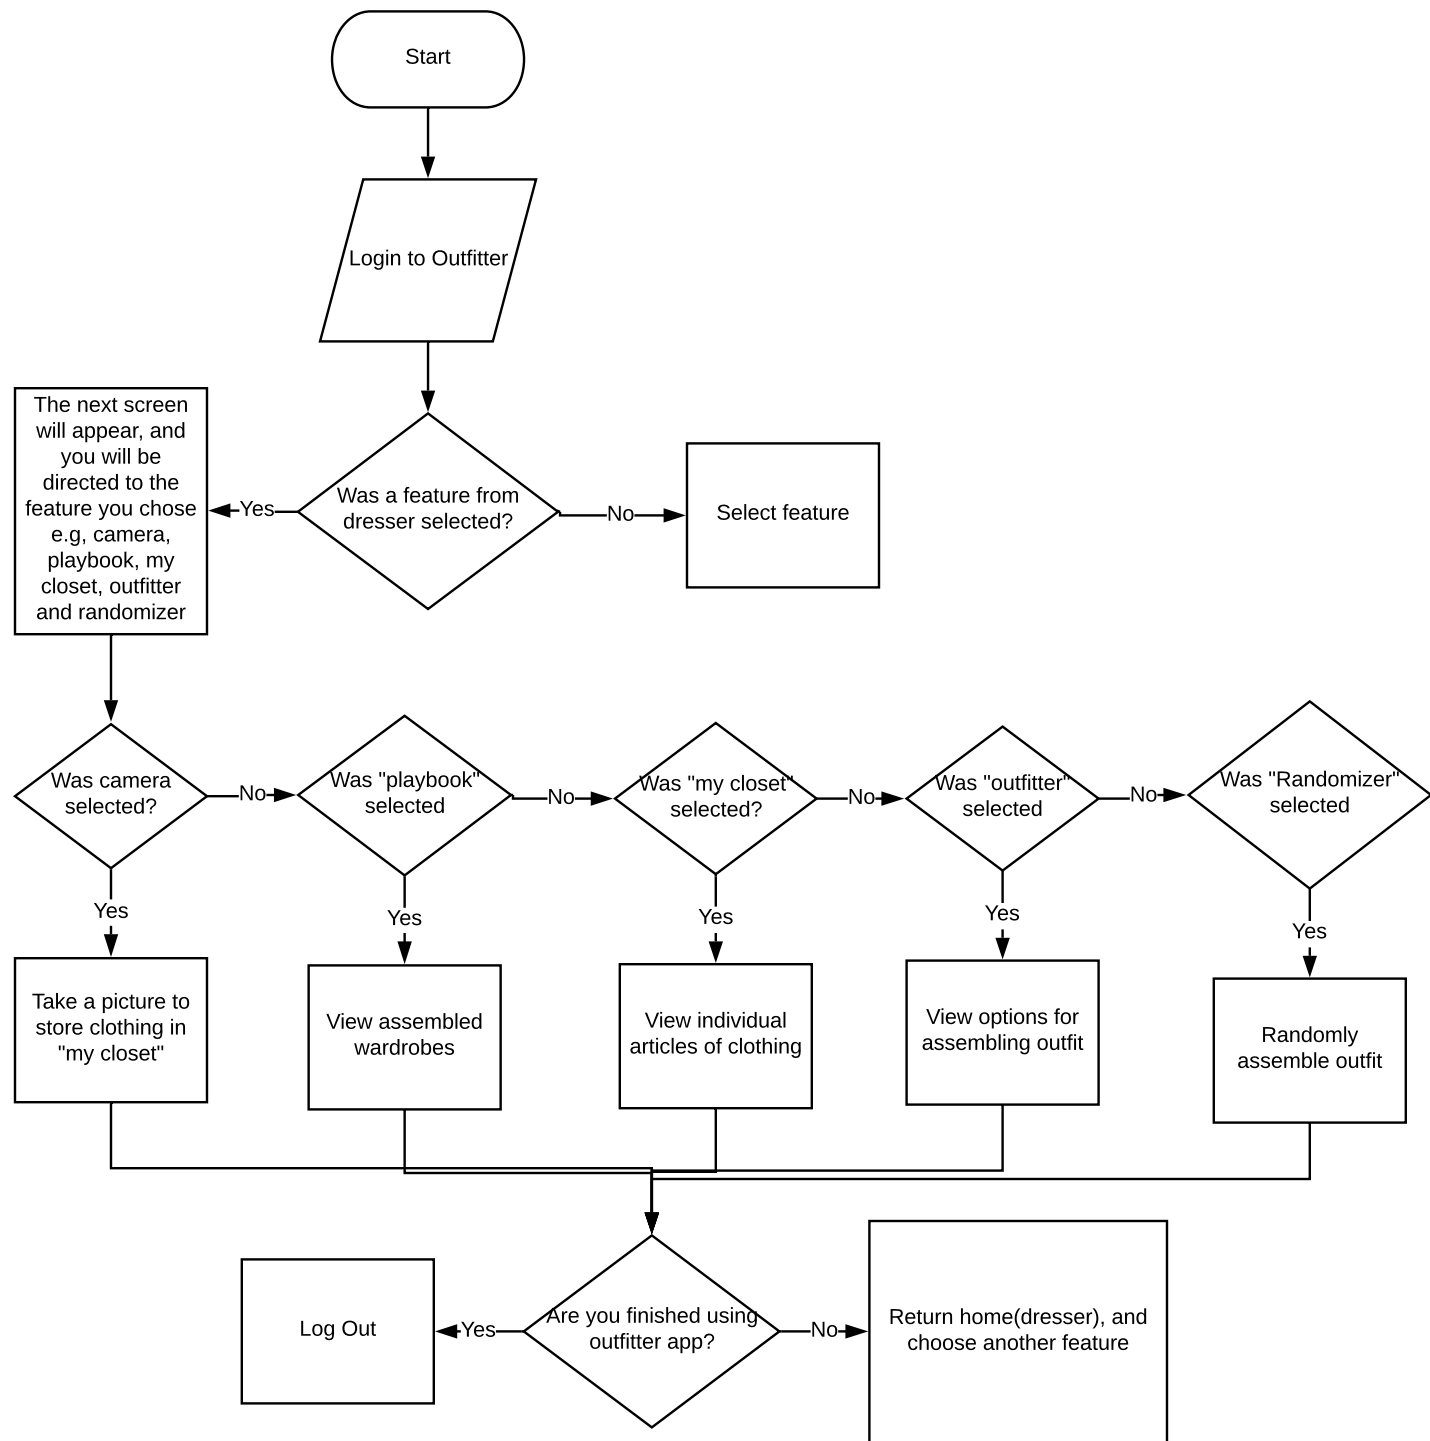 Start
Login to Outfitter
The next screen
will appear, and
you will be
directed to the
feature you chose
e.g, camera,
playbook, my
closet, outfitter
and randomizer
Yes
Was a feature from
dresser selected?
No
Select feature
Was camera
selected?
No
Was "playbook"
selected
No
Was "my closet"
selected?
No
Was "outfitter"
selected
No
Was "Randomizer"
selected
Yes
Yes
Yes
Yes
Yes
Take a picture to
store clothing in
"my closet"
View assembled
wardrobes
View individual
articles of clothing
View options for
assembling outfit
Randomly
assemble outfit
Log Out
Yes
Are you finished using
outfitter app?
No
Return home(dresser), and
choose another feature